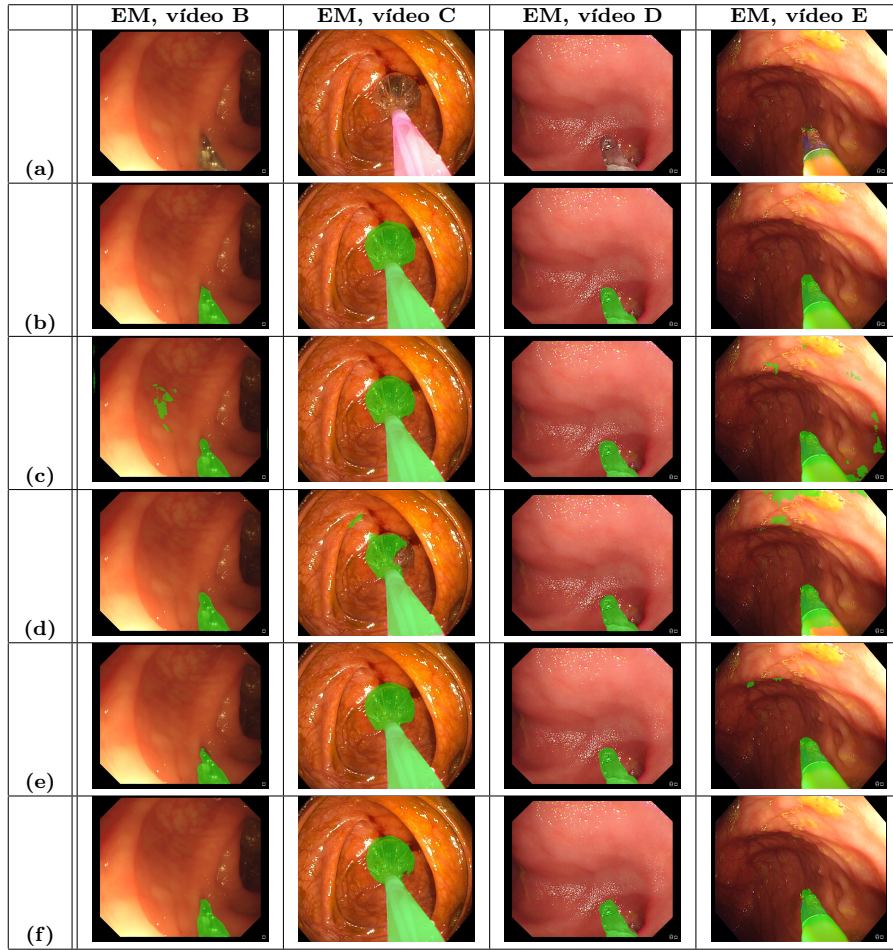 EM, vídeo B EM, vídeo C EM, vídeo D EM, vídeo E
(a)
(b)
(c)
(d)
(e)
(f)